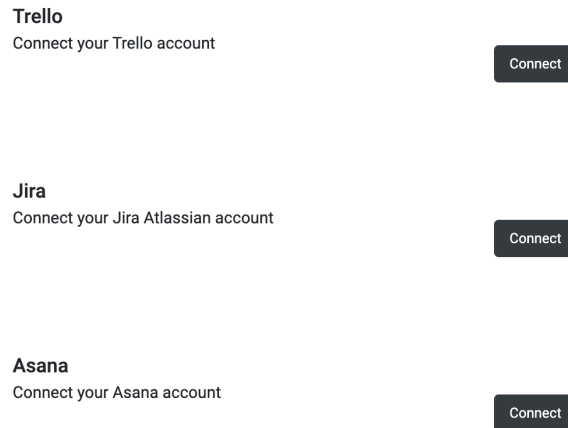 Trello
Connect your Trello account
Connect
Jira
Connect your Jira Atlassian account
Connect
Asana
Connect your Asana account
Connect